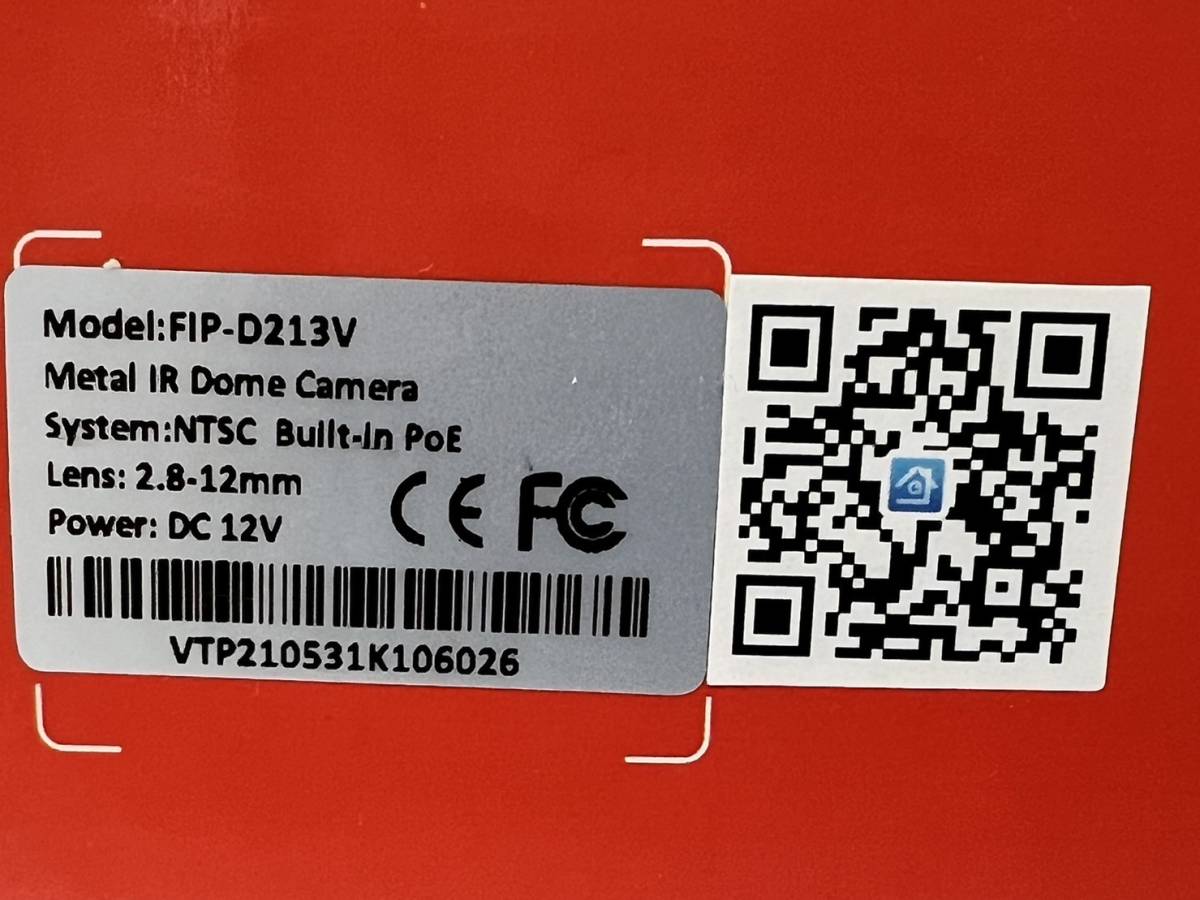 Model:FIP-D213V
Metal IR Dome Camera
System:NTSC Built-in PoE
Lens: 2.8-12mm
Power: DC 12V
CE FC
VTP210531K106026